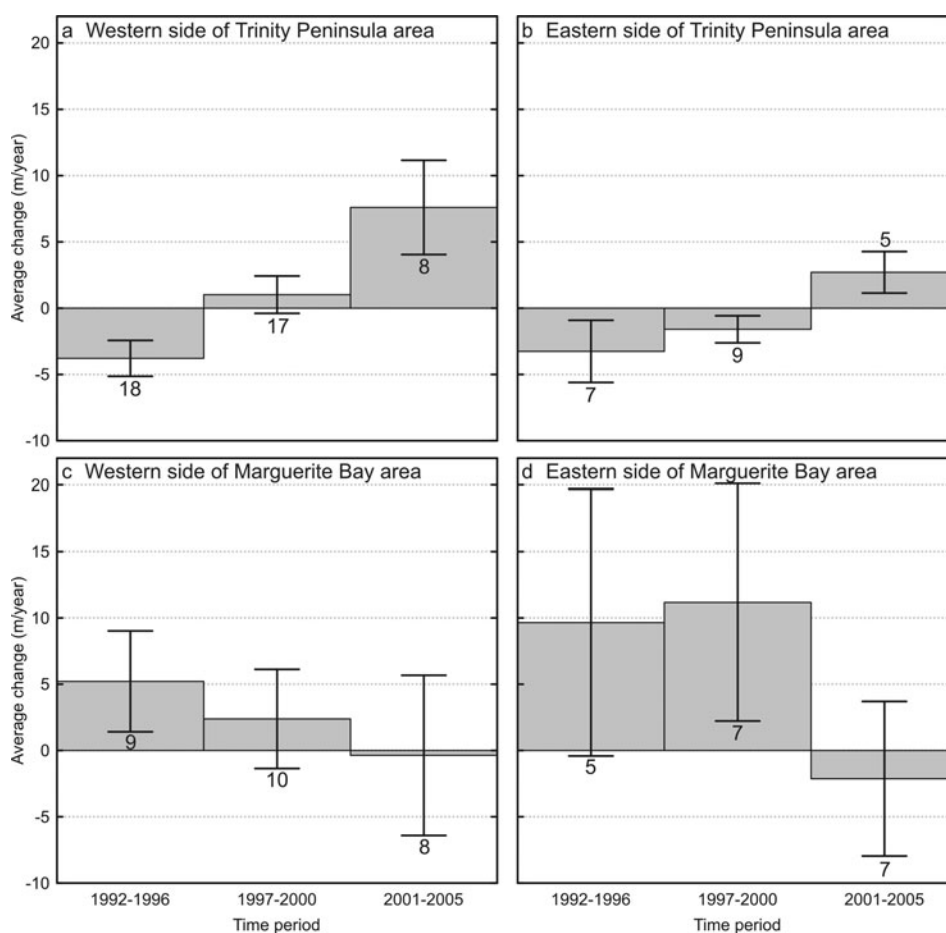 a Western side of Trinity Peninsula area
b Eastern side of Trinity Peninsula area
Average change (m/year)
20
15
10
5
0
-5
-10
18
17
8
7
9
5
c Western side of Marguerite Bay area
d Eastern side of Marguerite Bay area
Average change (m/year)
20
15
10
5
0
-5
-10
9
10
8
5
7
7
1992-1996 1997-2000 2001-2005
1992-1996 1997-2000 2001-2005
Time period
Time period